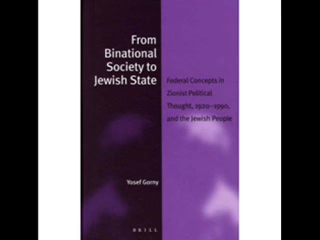 From
Binational
Society to
Jewish State
Federal Concepts in
Zionist Political
Thought, 1920–1990,
and the Jewish People
Yosef Gorny
BRILL